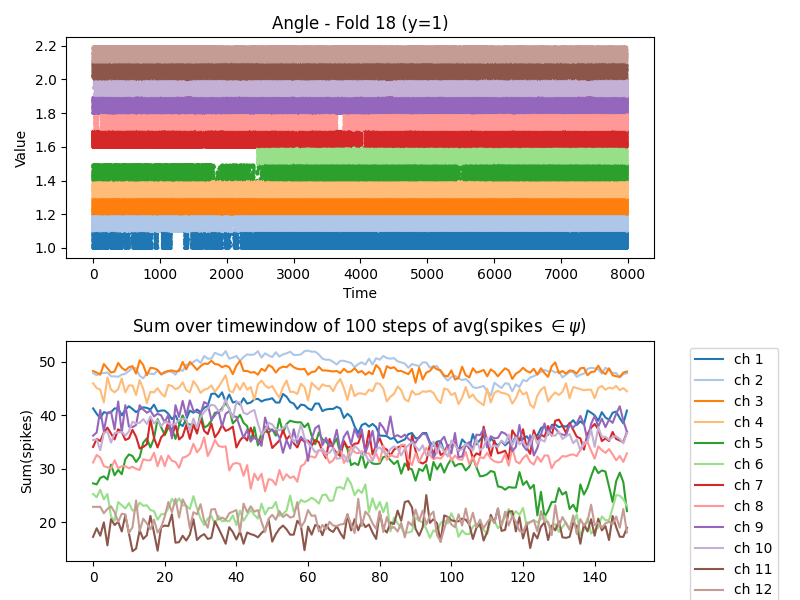 Angle - Fold 18 (y=1)
2.2
2.0
1.8
1.6
1.4
1.2
1.0
Value
0 1000 2000 3000 4000 5000 6000 7000 8000
Time
Sum over timewindow of 100 steps of avg(spikes ∈ ψ)
50
40
30
20
Sum(spikes)
0 20 40 60 80 100 120 140
ch 1
ch 2
ch 3
ch 4
ch 5
ch 6
ch 7
ch 8
ch 9
ch 10
ch 11
ch 12